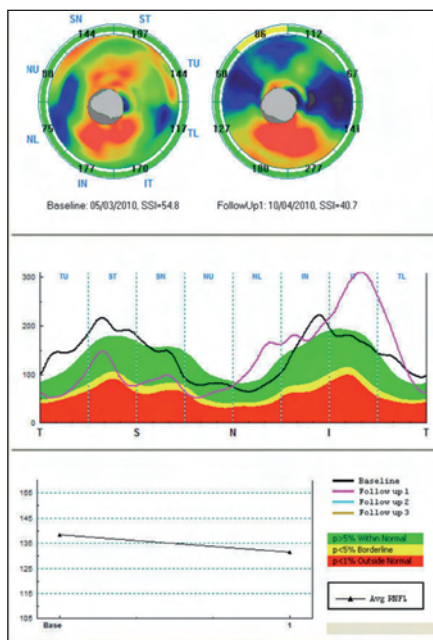 SN ST
144 197
NU 88 144 TU
NL 75 117 TL
177 170
IN IT
86 112
68 67
127 141
180 277
Baseline: 05/03/2010, SSI=54.8
FollowUp1: 10/04/2010, SSI=40.7
TU ST SN NU NL IN IT TL
300
200
100
0
T S N I T
165
155
145
135
125
115
105
Base 1
Baseline
Follow up 1
Follow up 2
Follow up 3
p>5% Within Normal
p<5% Borderline
p<1% Outside Normal
Avg RNFL